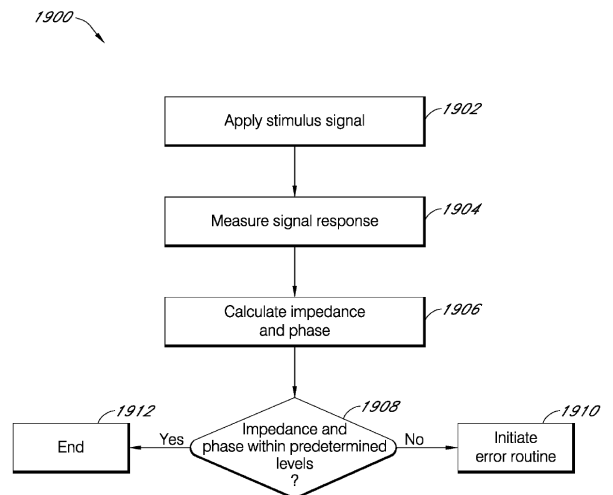 1900
Apply stimulus signal
1902
Measure signal response
1904
Calculate impedance
and phase
1906
1908
Impedance and
phase within predetermined
levels
?
Yes
No
1912
End
1910
Initiate
error routine